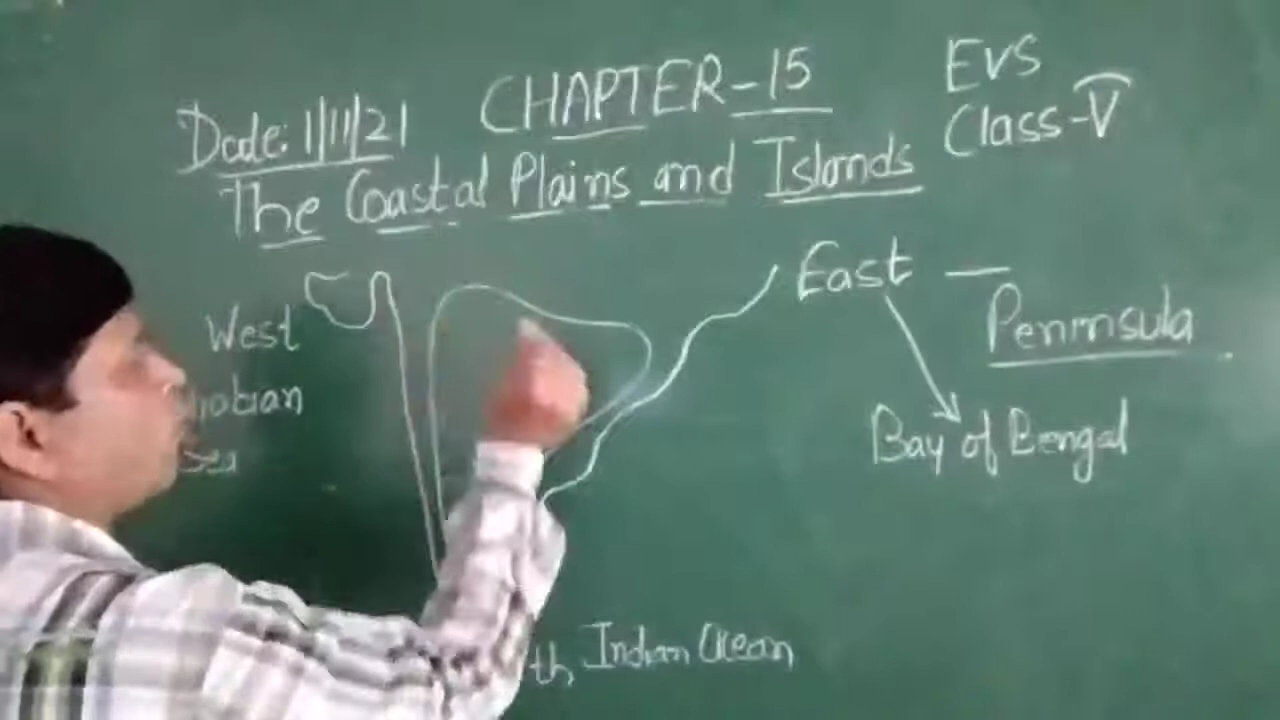 CHAPTER-15
EVS
Date: 1/11/21
Class-V
The Coastal Plains and Islands
East —
West
Peninsula
Bay of Bengal
Indian Ocean